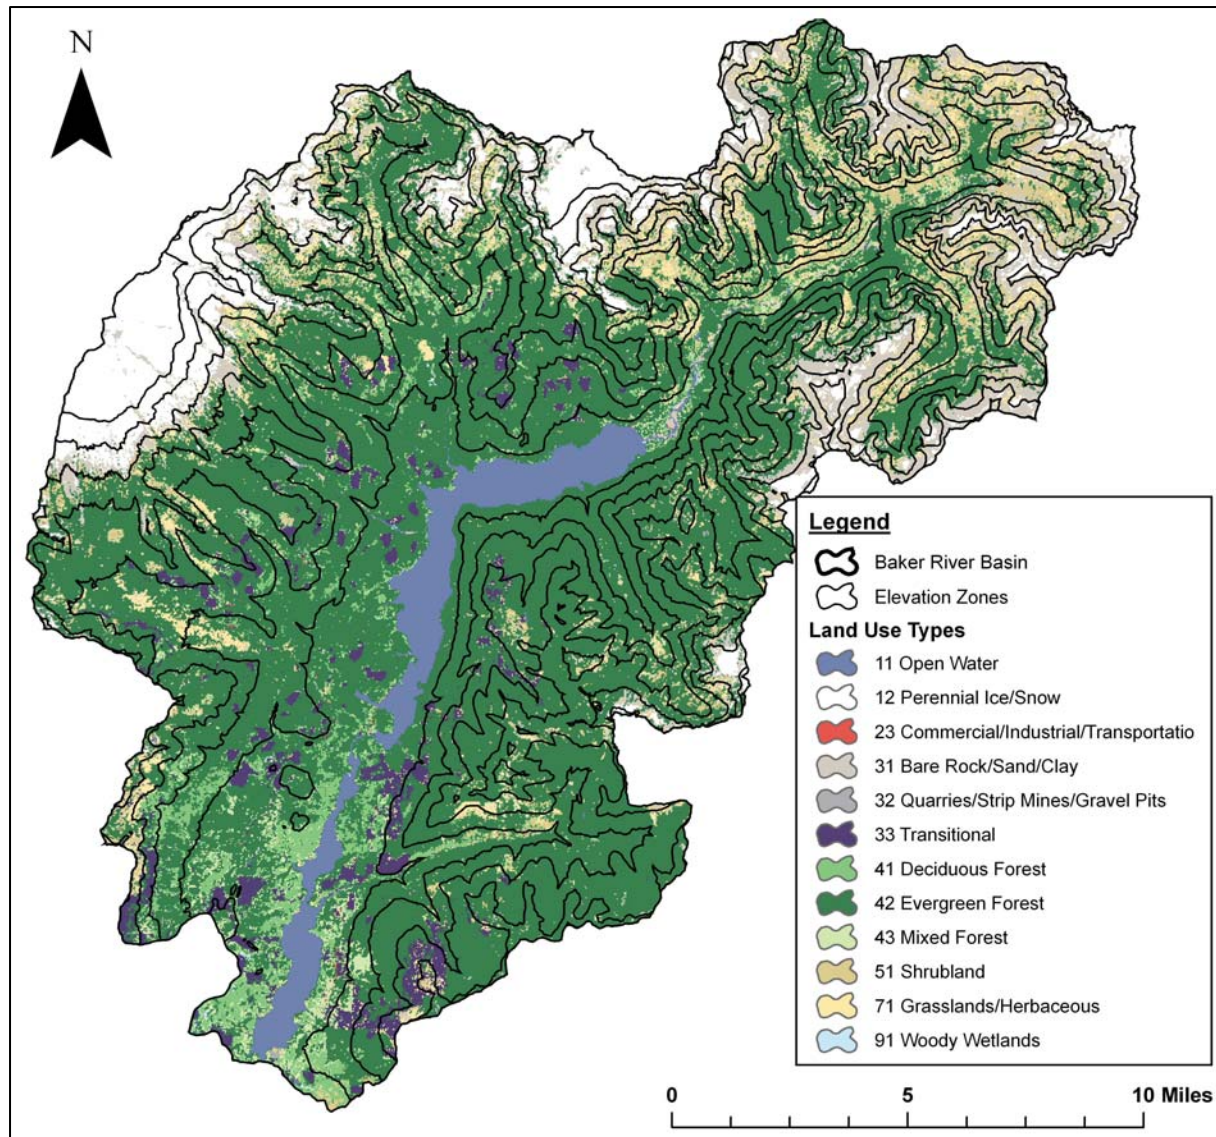 N
Legend
Baker River Basin
Elevation Zones
Land Use Types
11 Open Water
12 Perennial Ice/Snow
23 Commercial/Industrial/Transportatio
31 Bare Rock/Sand/Clay
32 Quarries/Strip Mines/Gravel Pits
33 Transitional
41 Deciduous Forest
42 Evergreen Forest
43 Mixed Forest
51 Shrubland
71 Grasslands/Herbaceous
91 Woody Wetlands
0 5 10 Miles